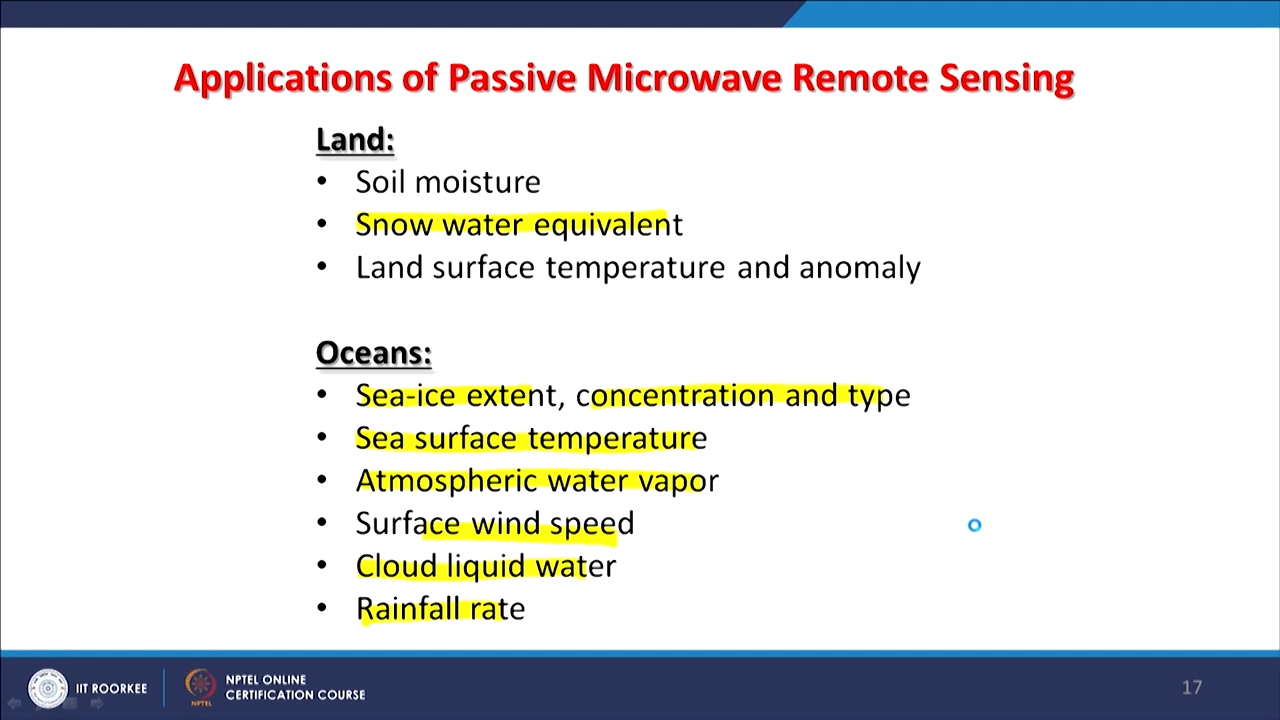 Applications of Passive Microwave Remote Sensing
Land:
• Soil moisture
• Snow water equivalent
• Land surface temperature and anomaly
Oceans:
• Sea-ice extent, concentration and type
• Sea surface temperature
• Atmospheric water vapor
• Surface wind speed
• Cloud liquid water
• Rainfall rate
IIT ROORKEE
NPTEL
NPTEL ONLINE
CERTIFICATION COURSE
17